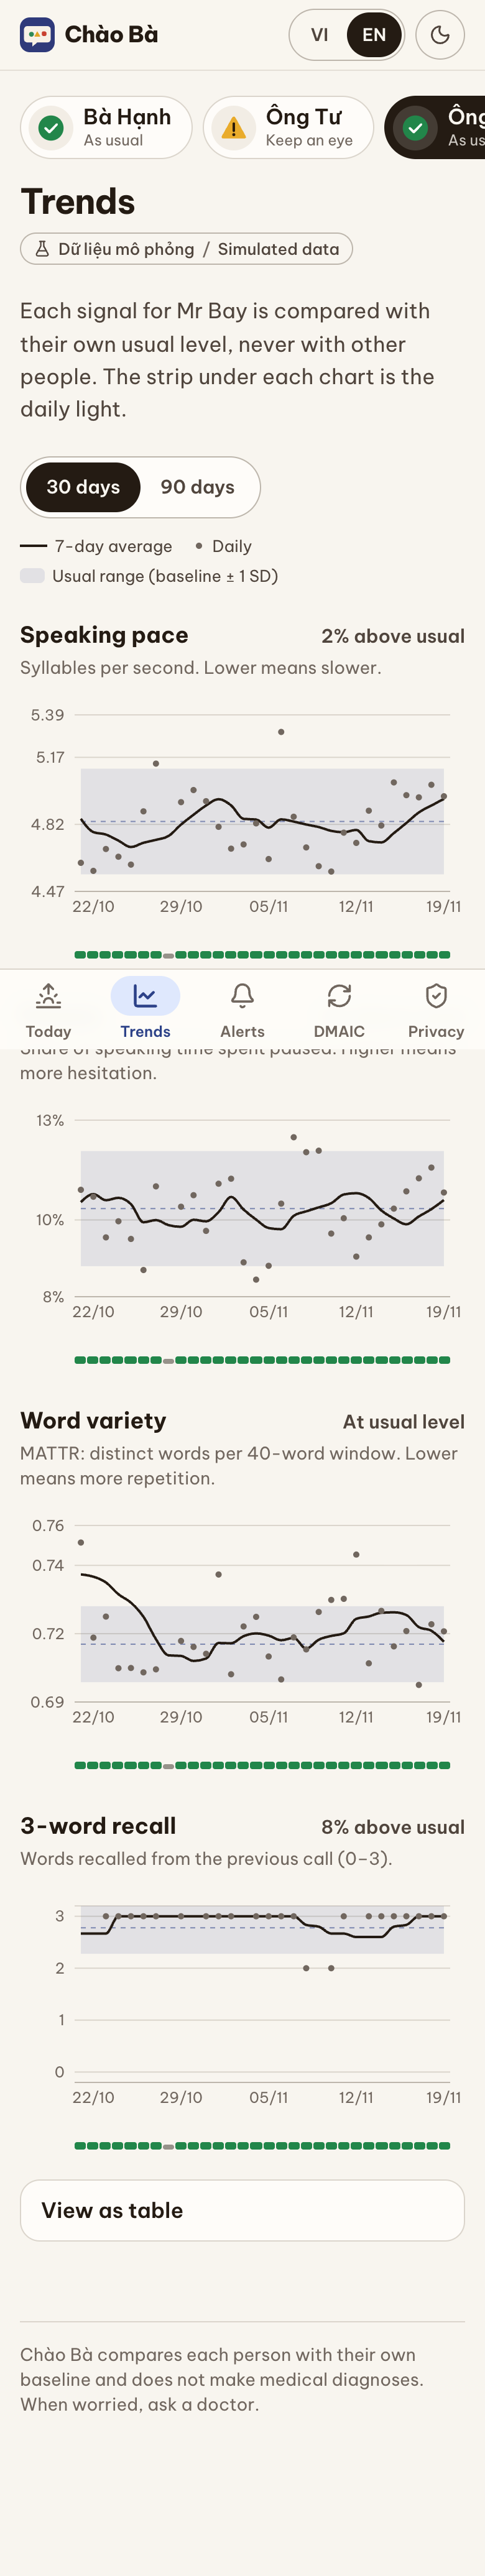 Chào Bà
VI
EN
Bà Hạnh
As usual
Ông Tư
Keep an eye
Ông
As us
Trends
Dữ liệu mô phỏng / Simulated data
Each signal for Mr Bay is compared with
their own usual level, never with other
people. The strip under each chart is the
daily light.
30 days
90 days
7-day average
Daily
Usual range (baseline ± 1 SD)
Speaking pace
2% above usual
Syllables per second. Lower means slower.
5.39
5.17
4.82
4.47
22/10
29/10
05/11
12/11
19/11
Today
Trends
Alerts
DMAIC
Privacy
Share of speaking time spent paused. Higher means
more hesitation.
13%
10%
8%
22/10
29/10
05/11
12/11
19/11
Word variety
At usual level
MATTR: distinct words per 40-word window. Lower
means more repetition.
0.76
0.74
0.72
0.69
22/10
29/10
05/11
12/11
19/11
3-word recall
8% above usual
Words recalled from the previous call (0–3).
3
2
1
0
22/10
29/10
05/11
12/11
19/11
View as table
Chào Bà compares each person with their own
baseline and does not make medical diagnoses.
When worried, ask a doctor.